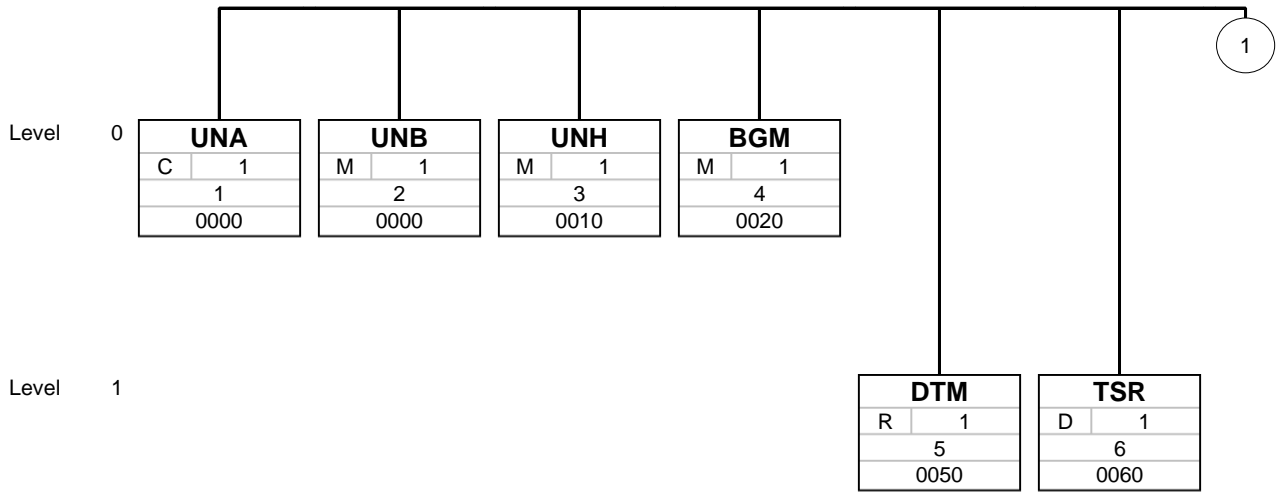 1
Level 0 UNA UNB UNH BGM
C 1 M 1 M 1 M 1
1 2 3 4
0000 0000 0010 0020
Level 1 DTM TSR
R 1 D 1
5 6
0050 0060